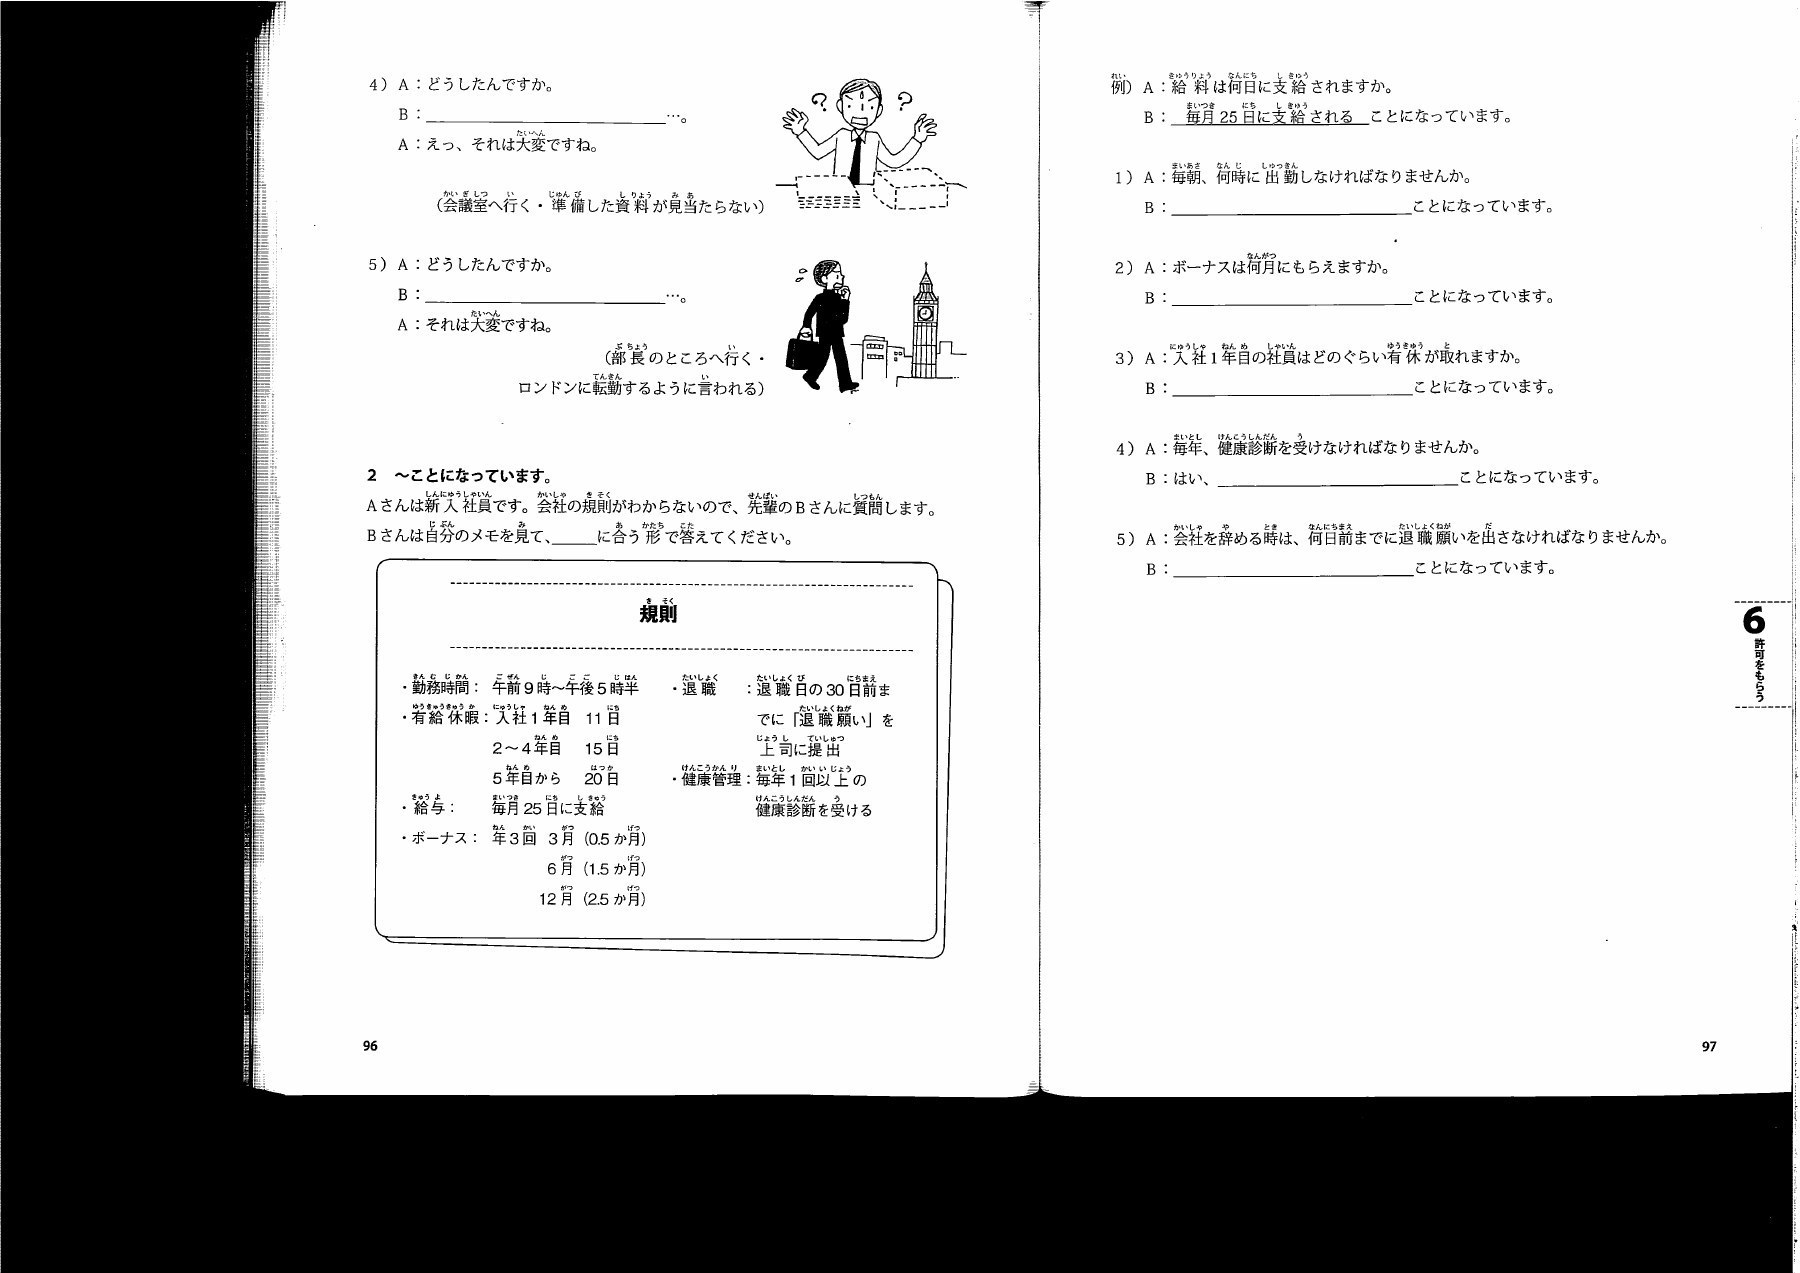 4）A：どうしたんですか。
B：＿＿＿＿＿＿＿＿＿＿＿＿＿＿＿＿…。
A：えっ、それは大変ですね。
（会議室へ行く・準備した資料が見当たらない）
5）A：どうしたんですか。
B：＿＿＿＿＿＿＿＿＿＿＿＿＿＿＿＿…。
A：それは大変ですね。
（部長のところへ行く・
ロンドンに転勤するように言われる）
2 〜ことになっています。
Aさんは新入社員です。会社の規則がわからないので、先輩のBさんに質問します。
Bさんは自分のメモを見て、＿＿＿に合う形で答えてください。
規則
・勤務時間： 午前9時〜午後5時半
・有給休暇：入社1年目 11日
2〜4年目 15日
5年目から 20日
・給与： 毎月25日に支給
・ボーナス： 年3回 3月（0.5か月）
6月（1.5か月）
12月（2.5か月）
・退職 ：退職日の30日前ま
でに「退職願い」を
上司に提出
・健康管理：毎年1回以上の
健康診断を受ける
96
例）A：給料は何日に支給されますか。
B： 毎月25日に支給される ことになっています。
1）A：毎朝、何時に出勤しなければなりませんか。
B：＿＿＿＿＿＿＿＿＿＿＿＿＿＿＿＿ことになっています。
2）A：ボーナスは何月にもらえますか。
B：＿＿＿＿＿＿＿＿＿＿＿＿＿＿＿＿ことになっています。
3）A：入社1年目の社員はどのぐらい有休が取れますか。
B：＿＿＿＿＿＿＿＿＿＿＿＿＿＿＿＿ことになっています。
4）A：毎年、健康診断を受けなければなりませんか。
B：はい、＿＿＿＿＿＿＿＿＿＿＿＿＿＿＿＿ことになっています。
5）A：会社を辞める時は、何日前までに退職願いを出さなければなりませんか。
B：＿＿＿＿＿＿＿＿＿＿＿＿＿＿＿＿ことになっています。
6
許可をもらう
97